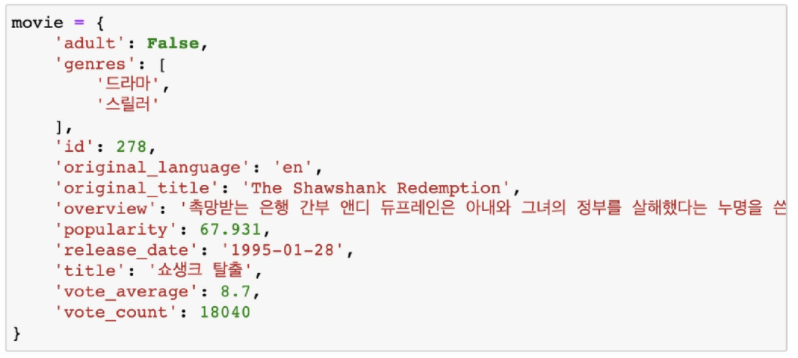 movie = {
    'adult': False,
    'genres': [
        '드라마',
        '스릴러'
    ],
    'id': 278,
    'original_language': 'en',
    'original_title': 'The Shawshank Redemption',
    'overview': '촉망받는 은행 간부 앤디 듀프레인은 아내와 그녀의 정부를 살해했다는 누명을 쓴
    'popularity': 67.931,
    'release_date': '1995-01-28',
    'title': '쇼생크 탈출',
    'vote_average': 8.7,
    'vote_count': 18040
}